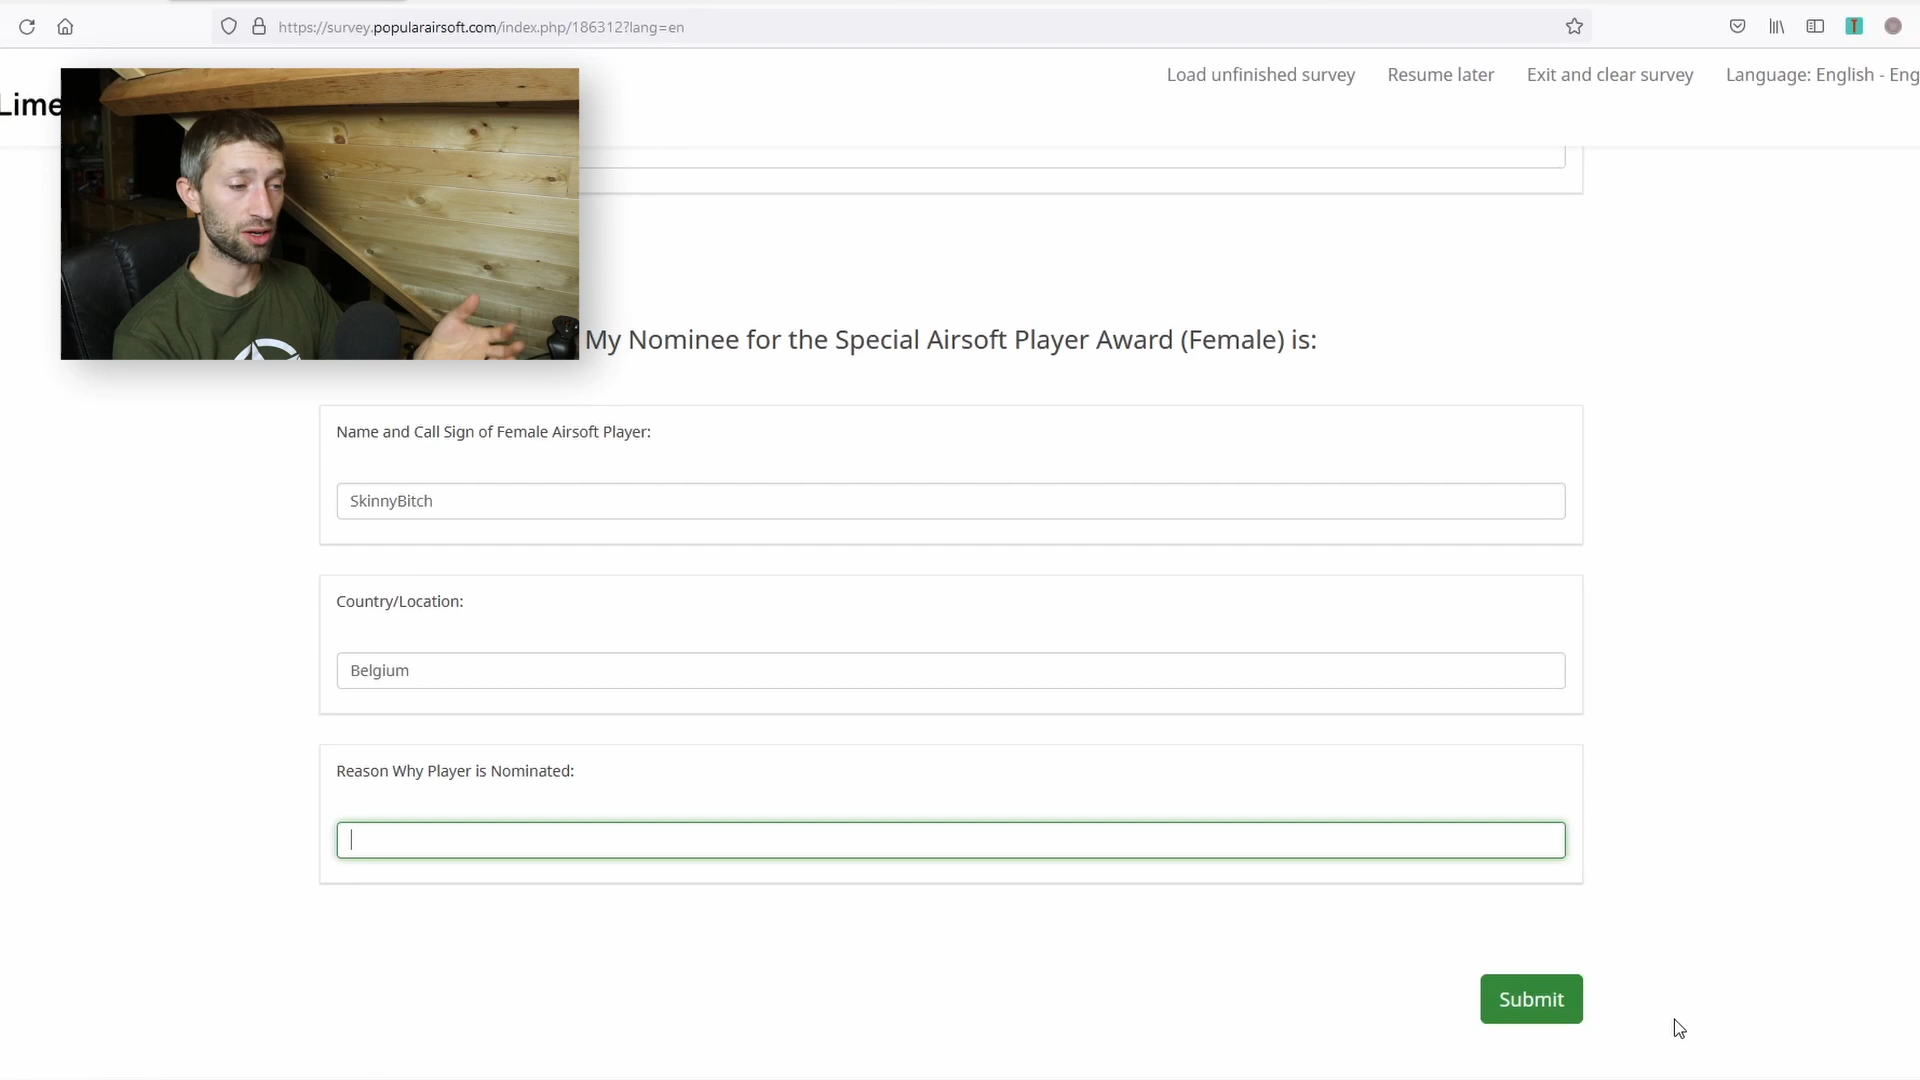 https://survey.popularairsoft.com/index.php/186312?lang=en
Load unfinished survey
Resume later
Exit and clear survey
Language: English - Eng
Lime
My Nominee for the Special Airsoft Player Award (Female) is:
Name and Call Sign of Female Airsoft Player:
SkinnyBitch
Country/Location:
Belgium
Reason Why Player is Nominated:
Submit